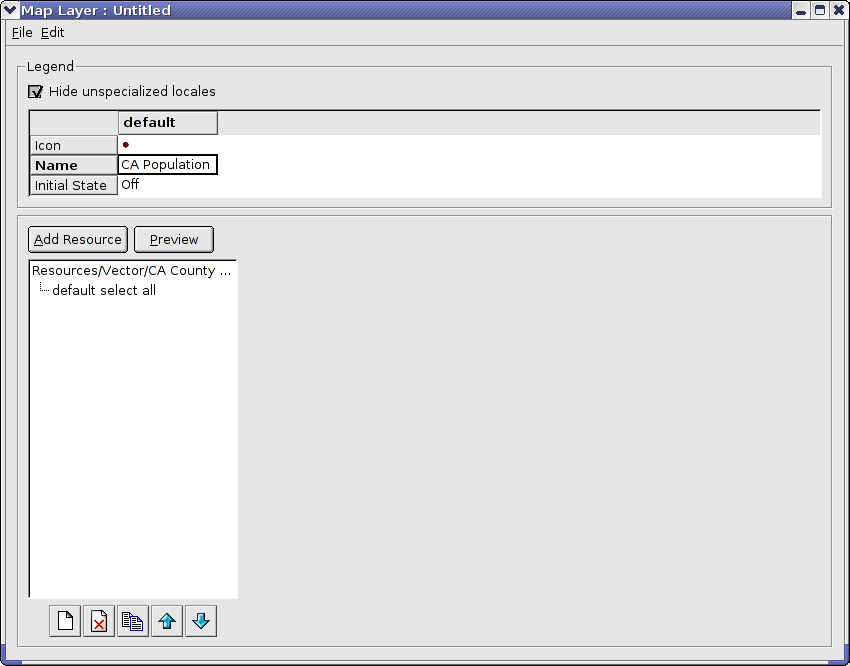 Map Layer : Untitled
File Edit
Legend
Hide unspecialized locales
default
Icon
Name CA Population
Initial State Off
Add Resource Preview
Resources/Vector/CA County ...
default select all